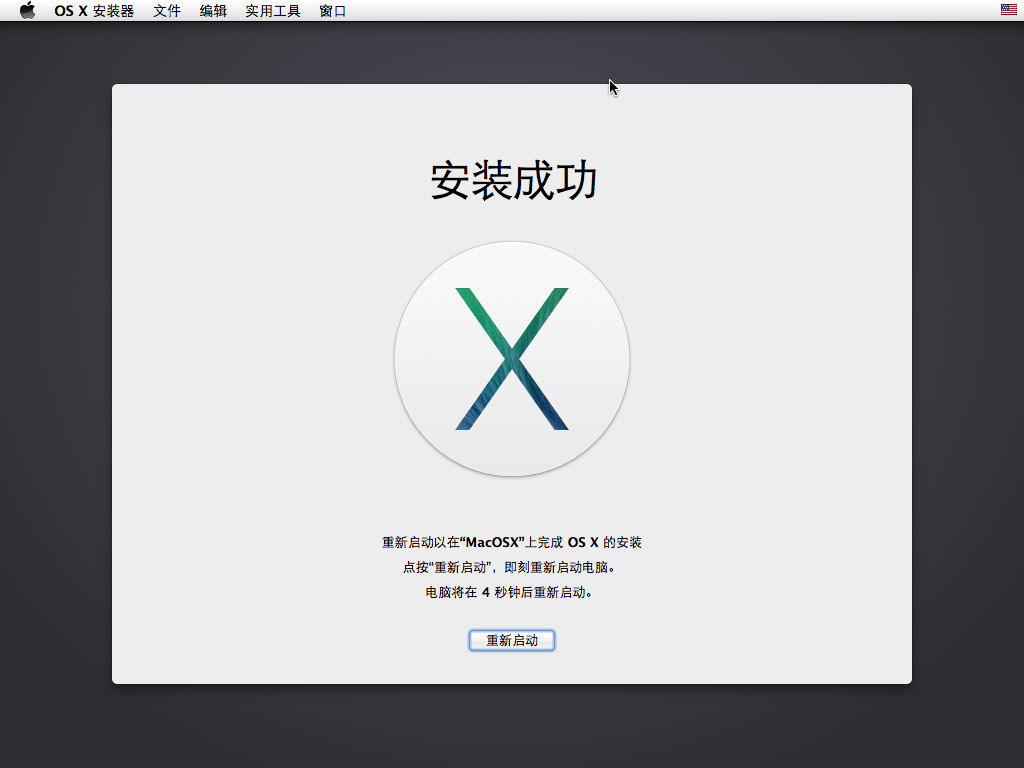 OS X 安装器 文件 编辑 实用工具 窗口
安装成功
重新启动以在“MacOSX”上完成 OS X 的安装
点按“重新启动”，即刻重新启动电脑。
电脑将在 4 秒钟后重新启动。
重新启动